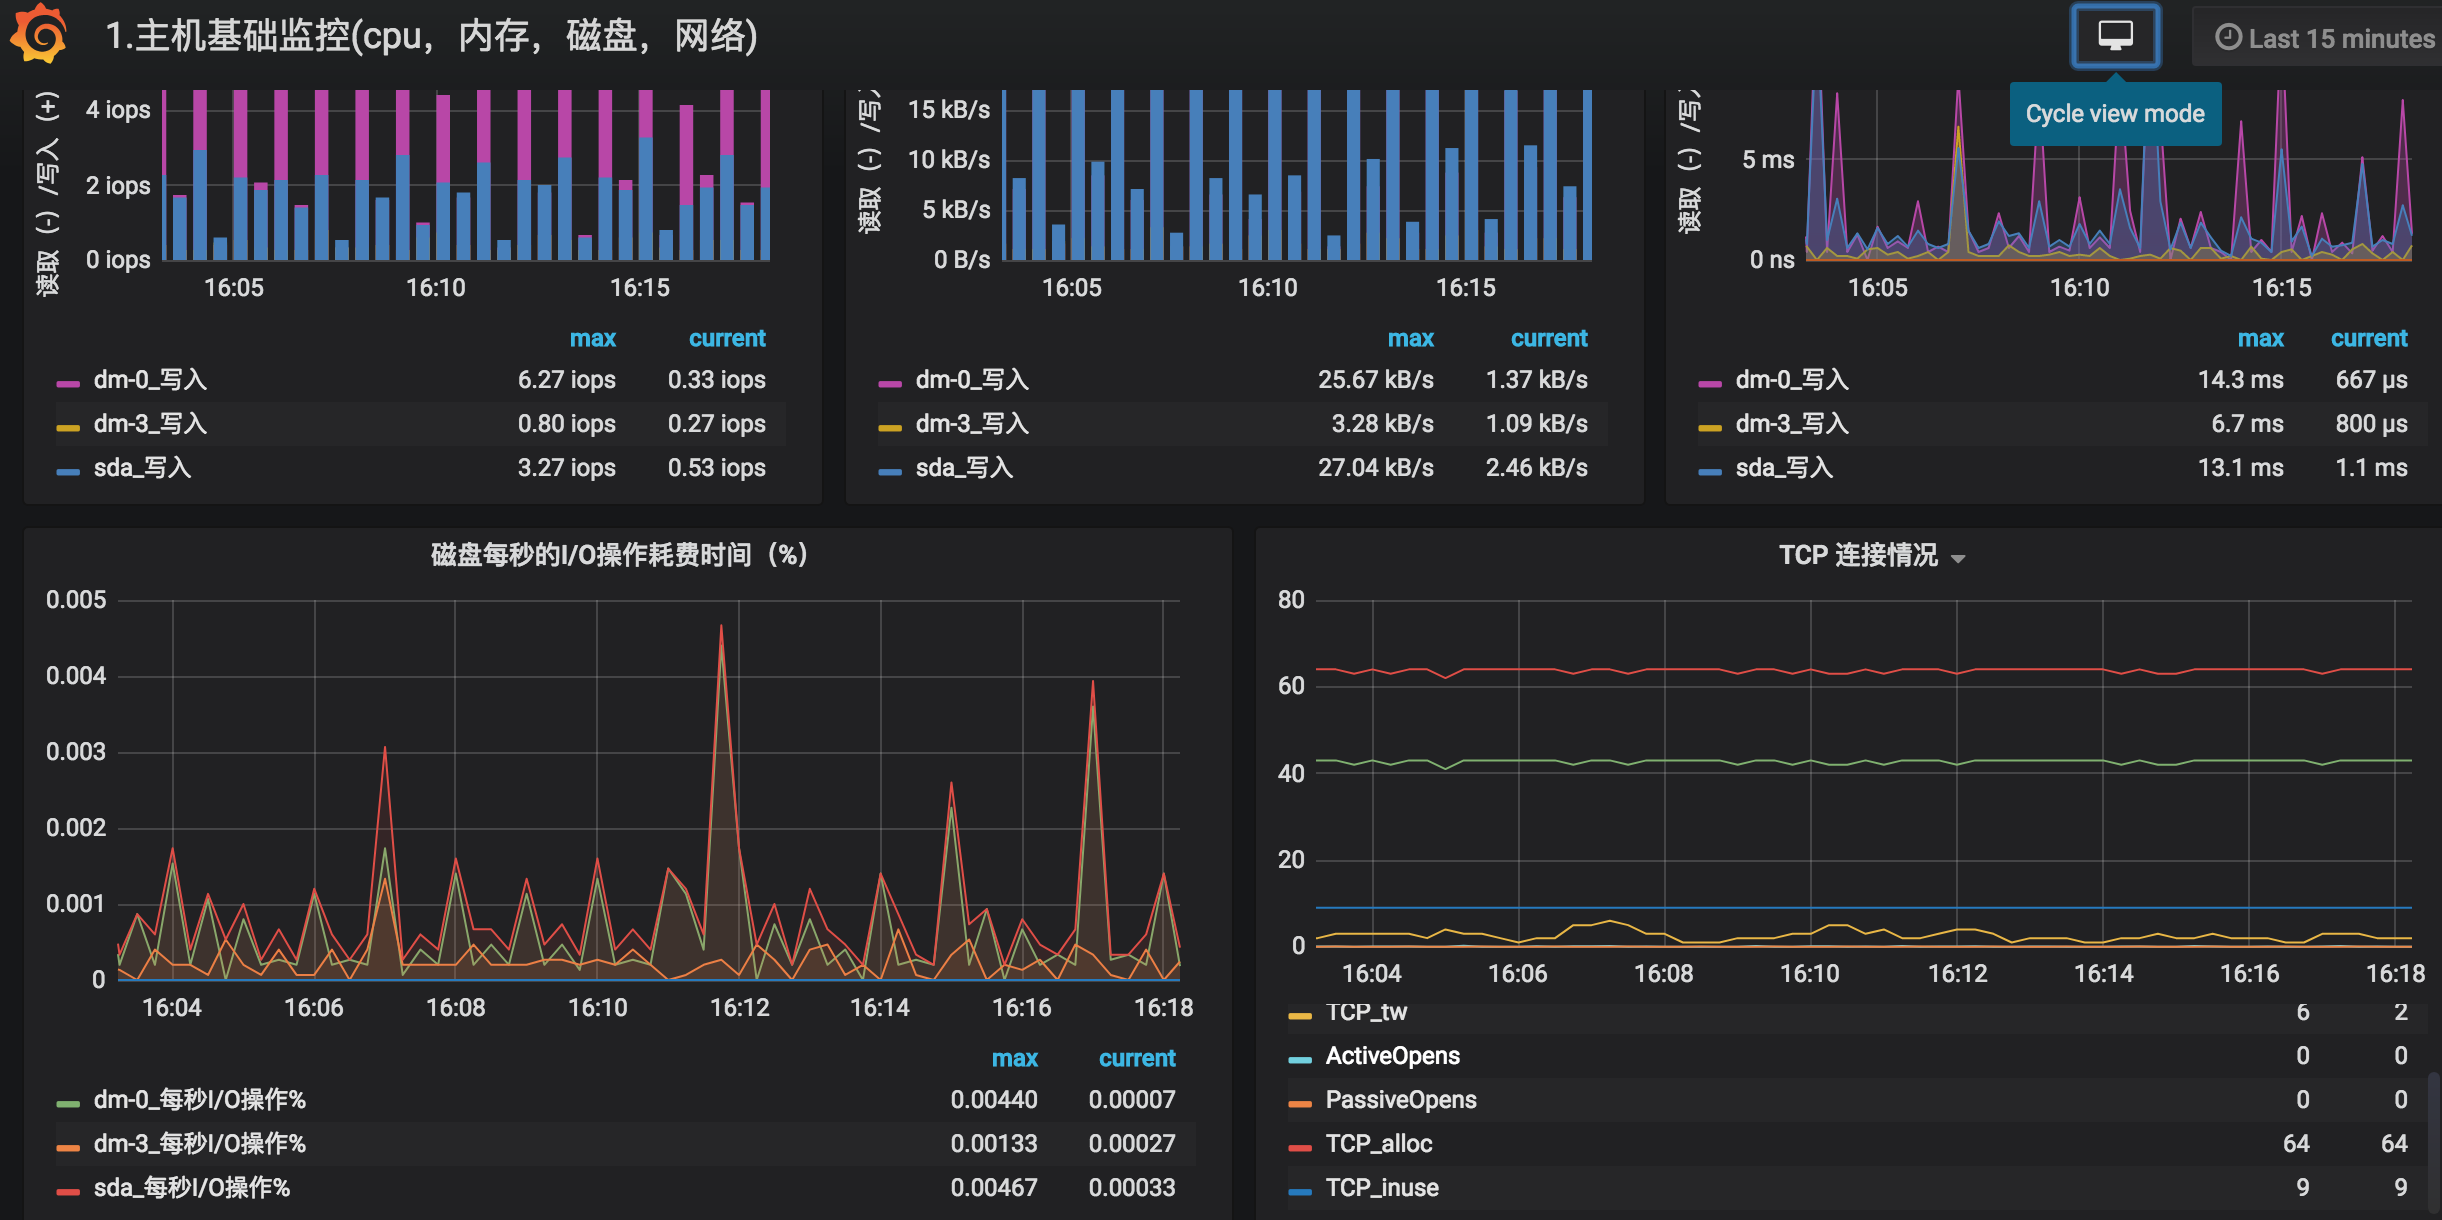 1.主机基础监控(cpu，内存，磁盘，网络)
Last 15 minutes
Cycle view mode
读取（-）/写入（+）
4 iops
2 iops
0 iops
16:05 16:10 16:15
max current
dm-0_写入 6.27 iops 0.33 iops
dm-3_写入 0.80 iops 0.27 iops
sda_写入 3.27 iops 0.53 iops
读取（-）/写入
15 kB/s
10 kB/s
5 kB/s
0 B/s
16:05 16:10 16:15
max current
dm-0_写入 25.67 kB/s 1.37 kB/s
dm-3_写入 3.28 kB/s 1.09 kB/s
sda_写入 27.04 kB/s 2.46 kB/s
读取（-）/写入
5 ms
0 ns
16:05 16:10 16:15
max current
dm-0_写入 14.3 ms 667 µs
dm-3_写入 6.7 ms 800 µs
sda_写入 13.1 ms 1.1 ms
磁盘每秒的I/O操作耗费时间（%）
0.005
0.004
0.003
0.002
0.001
0
16:04 16:06 16:08 16:10 16:12 16:14 16:16 16:18
max current
dm-0_每秒I/O操作% 0.00440 0.00007
dm-3_每秒I/O操作% 0.00133 0.00027
sda_每秒I/O操作% 0.00467 0.00033
TCP 连接情况
80
60
40
20
0
16:04 16:06 16:08 16:10 16:12 16:14 16:16 16:18
TCP_tw 6 2
ActiveOpens 0 0
PassiveOpens 0 0
TCP_alloc 64 64
TCP_inuse 9 9